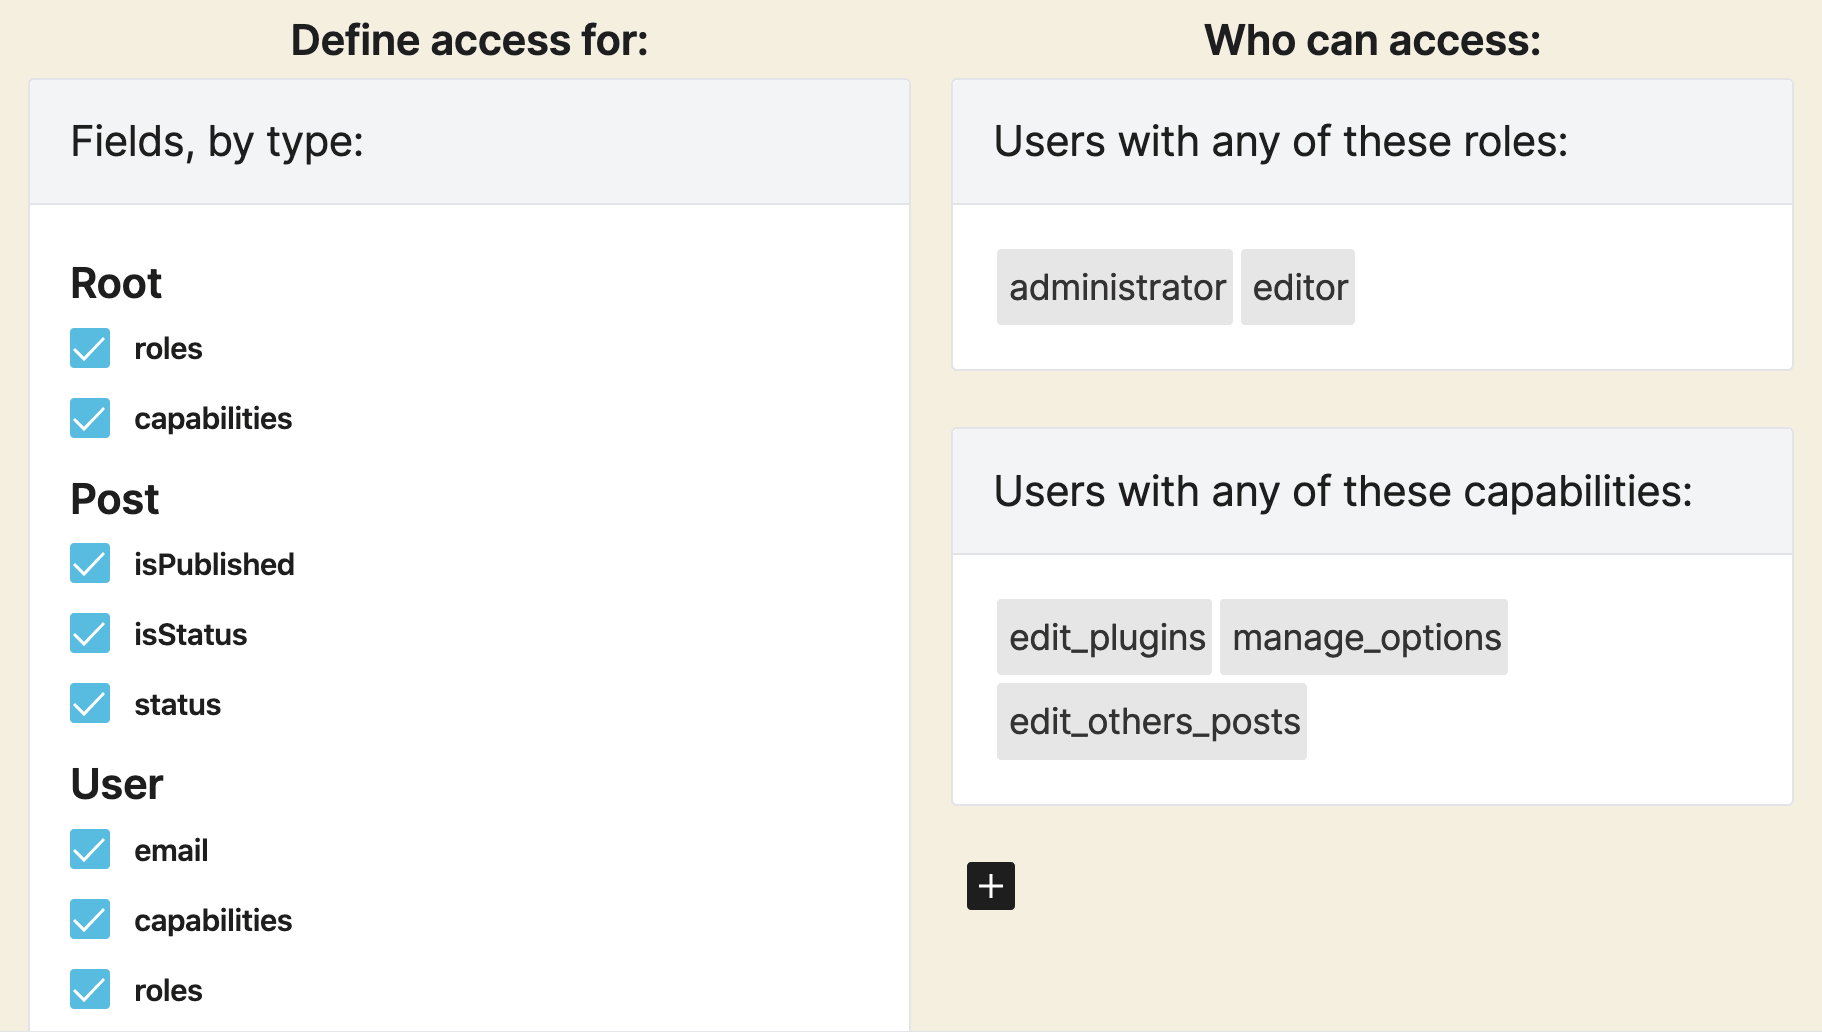 Define access for:
Fields, by type:
Root
roles
capabilities
Post
isPublished
isStatus
status
User
email
capabilities
roles
Who can access:
Users with any of these roles:
administrator editor
Users with any of these capabilities:
edit_plugins manage_options
edit_others_posts